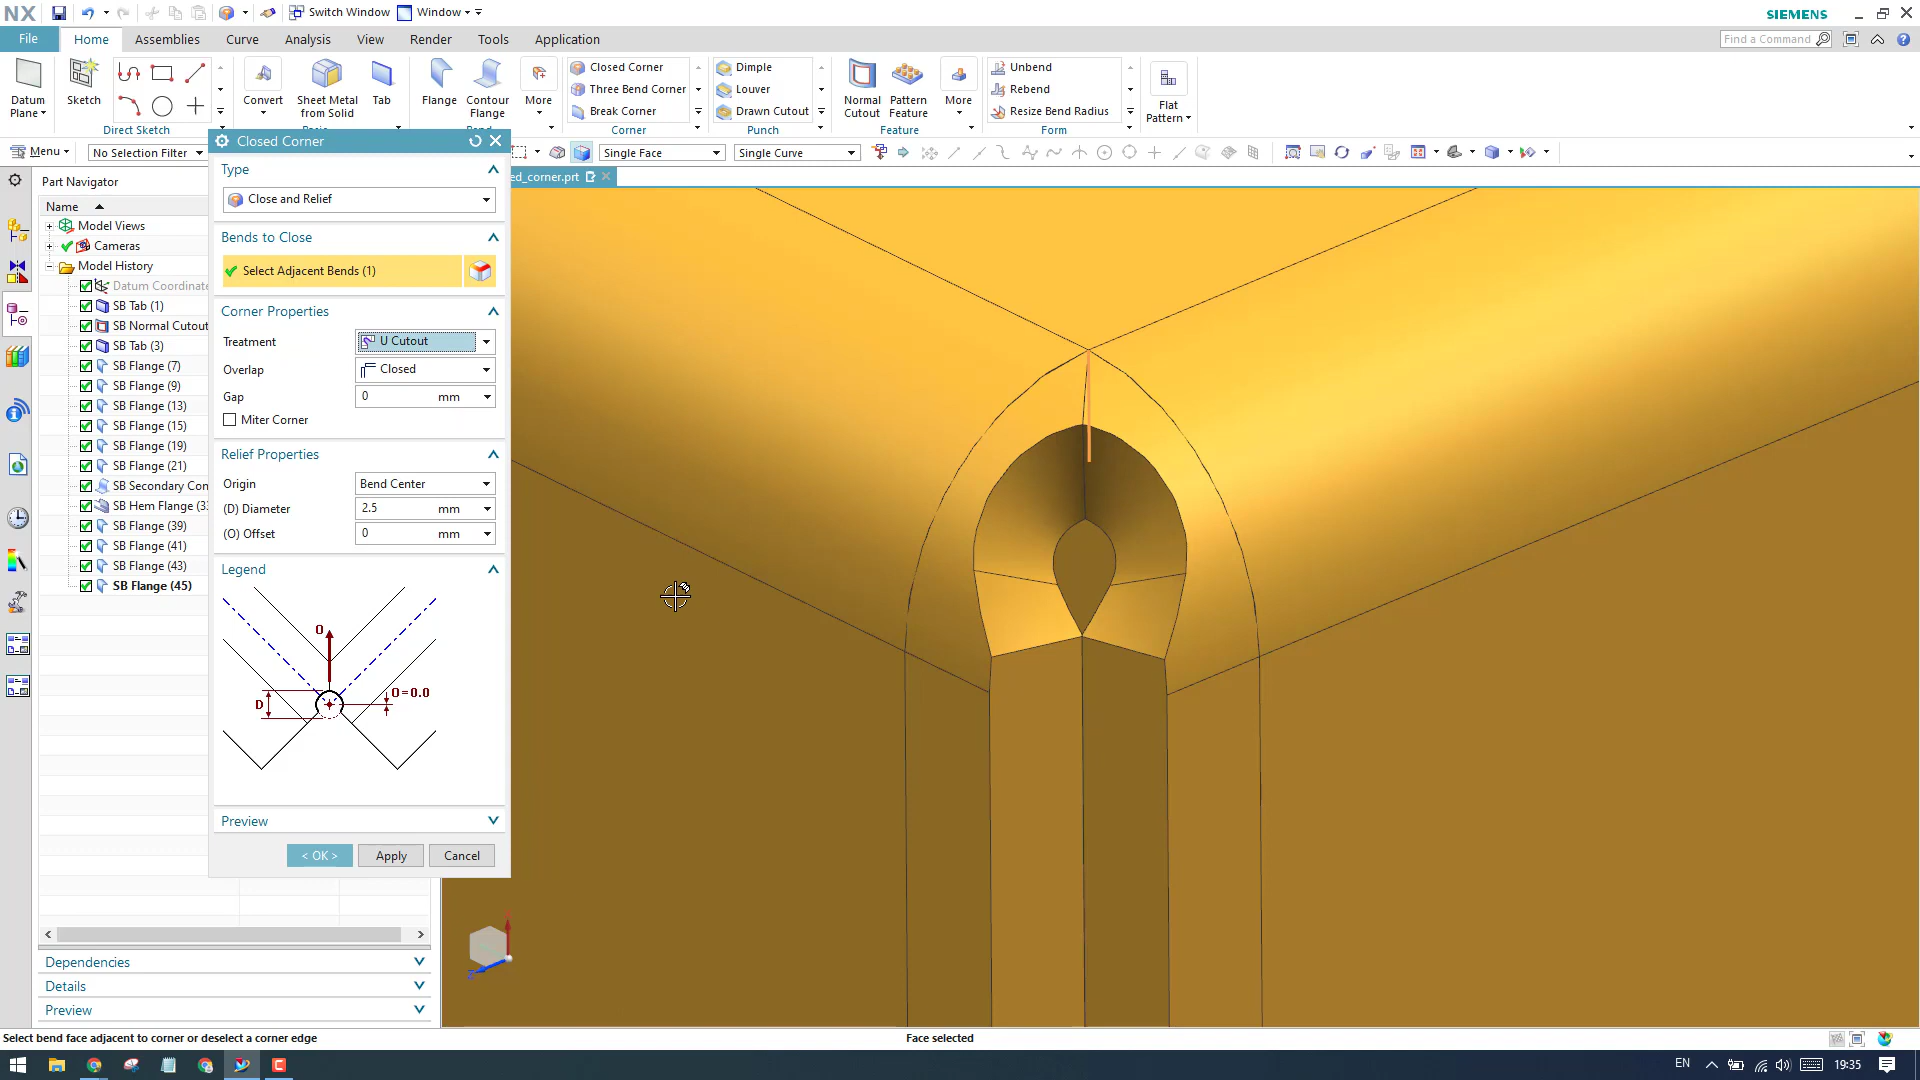 NX
Switch Window
Window
SIEMENS
File
Home
Assemblies
Curve
Analysis
View
Render
Tools
Application
Find a Command
Datum Plane
Sketch
Direct Sketch
Convert
Sheet Metal from Solid
Tab
Flange
Contour Flange
More
Closed Corner
Three Bend Corner
Break Corner
Corner
Dimple
Louver
Drawn Cutout
Punch
Normal Cutout
Pattern Feature
More
Feature
Unbend
Rebend
Resize Bend Radius
Form
Flat Pattern
Menu
No Selection Filter
Single Face
Single Curve
ed_corner.prt
Part Navigator
Name
Model Views
Cameras
Model History
Datum Coordinate
SB Tab (1)
SB Normal Cutout
SB Tab (3)
SB Flange (7)
SB Flange (9)
SB Flange (13)
SB Flange (15)
SB Flange (19)
SB Flange (21)
SB Secondary Con
SB Hem Flange (33
SB Flange (39)
SB Flange (41)
SB Flange (43)
SB Flange (45)
Dependencies
Details
Preview
Closed Corner
Type
Close and Relief
Bends to Close
Select Adjacent Bends (1)
Corner Properties
Treatment
U Cutout
Overlap
Closed
Gap
0 mm
Miter Corner
Relief Properties
Origin
Bend Center
(D) Diameter
2.5 mm
(O) Offset
0 mm
Legend
O
D
O=0.0
Preview
< OK >
Apply
Cancel
Z
Select bend face adjacent to corner or deselect a corner edge
Face selected
EN
19:35